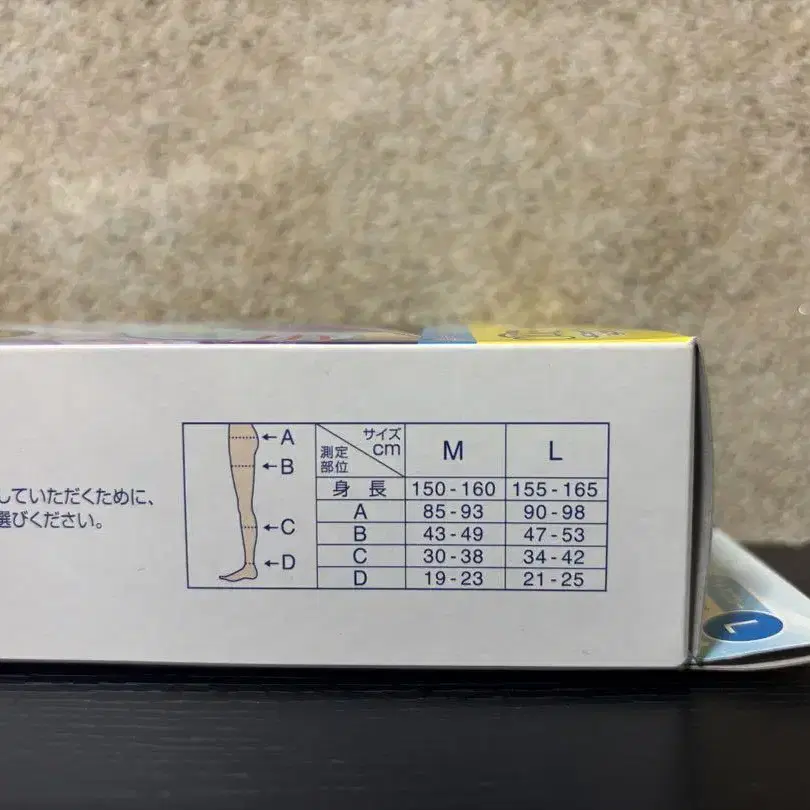 していただくために、
選びください。
←A
←B
←C
←D
サイズ cm
測定部位
M L
身長 150-160 155-165
A 85-93 90-98
B 43-49 47-53
C 30-38 34-42
D 19-23 21-25
L